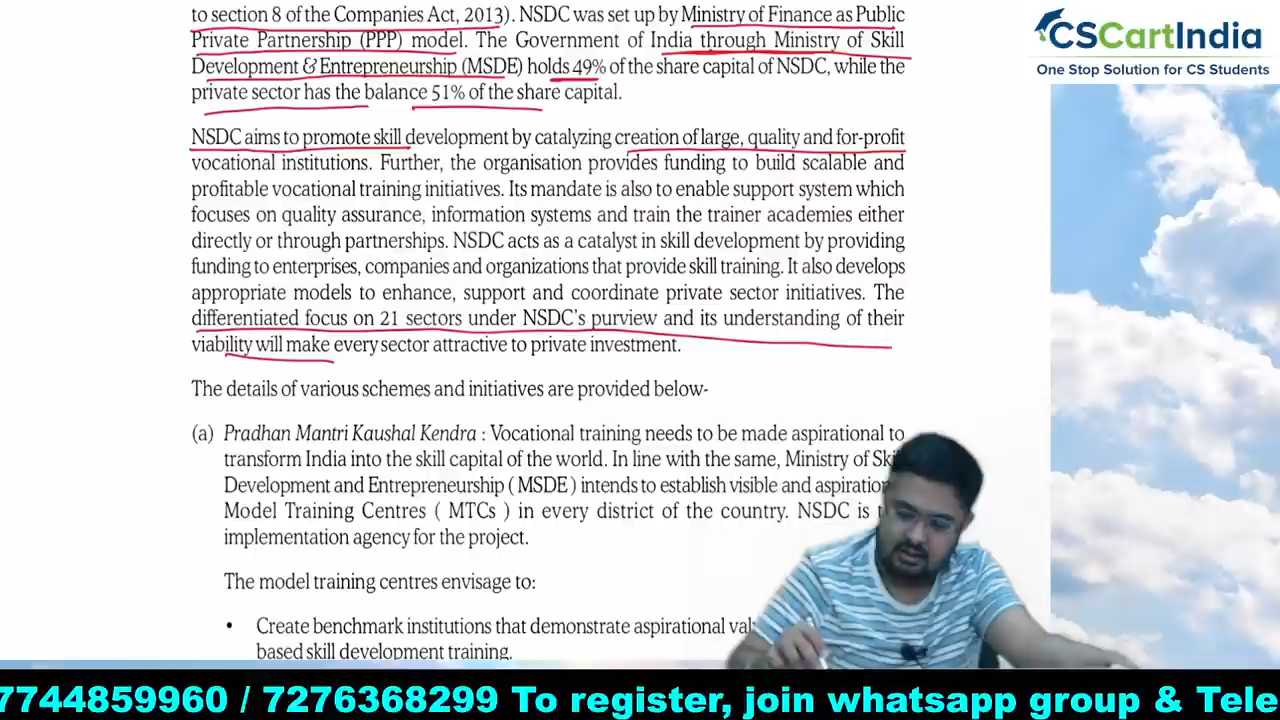 to section 8 of the Companies Act, 2013). NSDC was set up by Ministry of Finance as Public
Private Partnership (PPP) model. The Government of India through Ministry of Skill
Development & Entrepreneurship (MSDE) holds 49% of the share capital of NSDC, while the
private sector has the balance 51% of the share capital.
NSDC aims to promote skill development by catalyzing creation of large, quality and for-profit
vocational institutions. Further, the organisation provides funding to build scalable and
profitable vocational training initiatives. Its mandate is also to enable support system which
focuses on quality assurance, information systems and train the trainer academies either
directly or through partnerships. NSDC acts as a catalyst in skill development by providing
funding to enterprises, companies and organizations that provide skill training. It also develops
appropriate models to enhance, support and coordinate private sector initiatives. The
differentiated focus on 21 sectors under NSDC's purview and its understanding of their
viability will make every sector attractive to private investment.
The details of various schemes and initiatives are provided below-
(a) Pradhan Mantri Kaushal Kendra : Vocational training needs to be made aspirational to
transform India into the skill capital of the world. In line with the same, Ministry of
Development and Entrepreneurship ( MSDE ) intends to establish visible and
Model Training Centres ( MTCs ) in every district of the country. NSDC is
implementation agency for the project.
The model training centres envisage to:
• Create benchmark institutions that demonstrate aspirational
based skill development training.
CSCartIndia
One Stop Solution for CS Students
7744859960 / 7276368299 To register, join whatsapp group & Tele